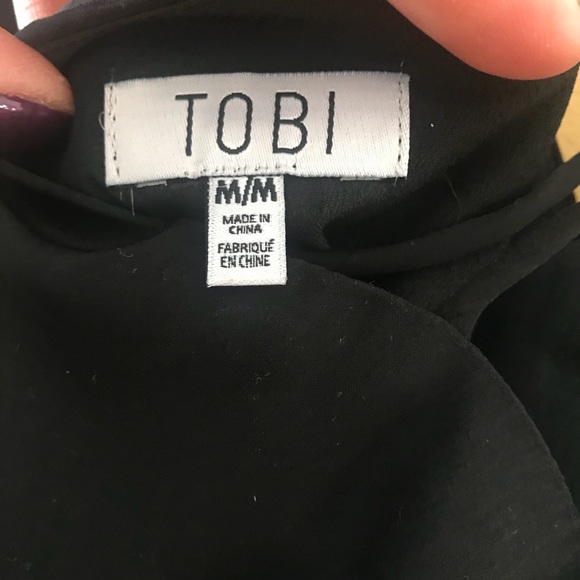 TOBI
M/M
MADE IN
CHINA
FABRIQUÉ
EN CHINE